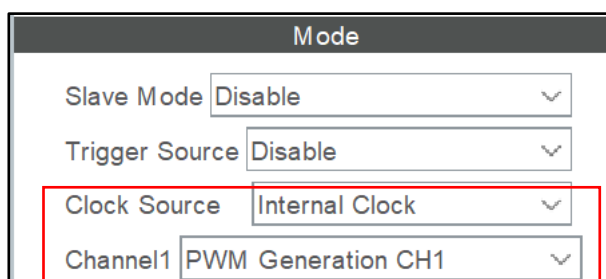 Mode
Slave Mode Disable
Trigger Source Disable
Clock Source Internal Clock
Channel1 PWM Generation CH1